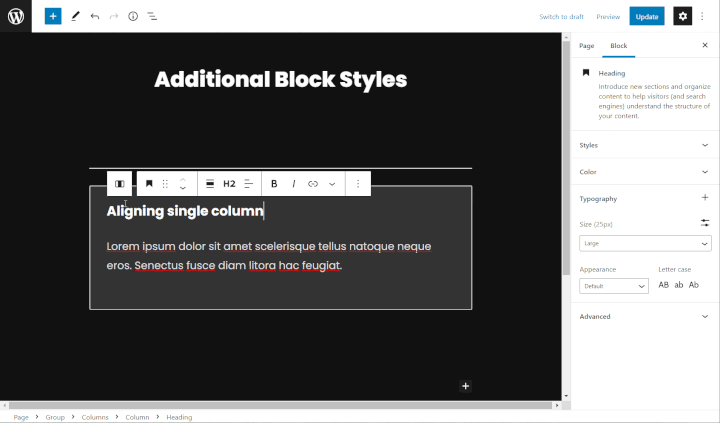 Switch to draft Preview Update
Page Block
Additional Block Styles
Heading
Introduce new sections and organize
content to help visitors (and search
engines) understand the structure of
your content.
Styles
Color
Typography
Size (25px)
Large
Appearance Letter case
Default AB ab Ab
Advanced
H2 B I
Aligning single column
Lorem ipsum dolor sit amet scelerisque tellus natoque neque
eros. Senectus fusce diam litora hac feugiat.
Page > Group > Columns > Column > Heading